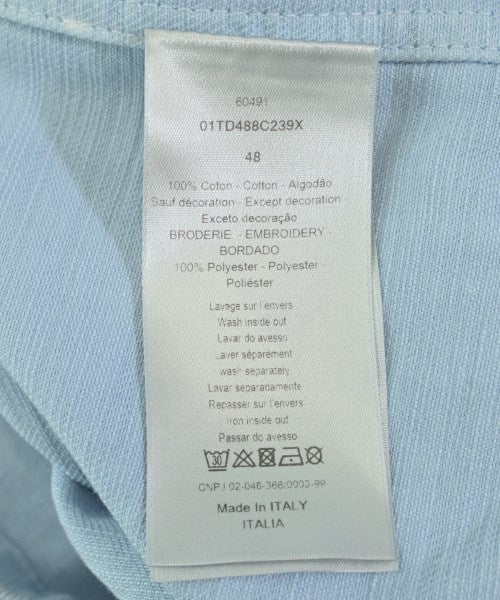 60491
01TD488C239X
48
100% Coton - Cotton - Algodão
Sauf décoration - Except decoration
Exceto decoração
BRODERIE - EMBROIDERY -
BORDADO
100% Polyester - Polyester -
Poliéster
Lavage sur l'envers
Wash inside out
Lavar do avesso
Laver séparément
wash separately
Lavar separadamente
Repasser sur l'envers
Iron inside out
Passar do avesso
30
CNPJ 02-046-366/0003-99
Made In ITALY
ITALIA